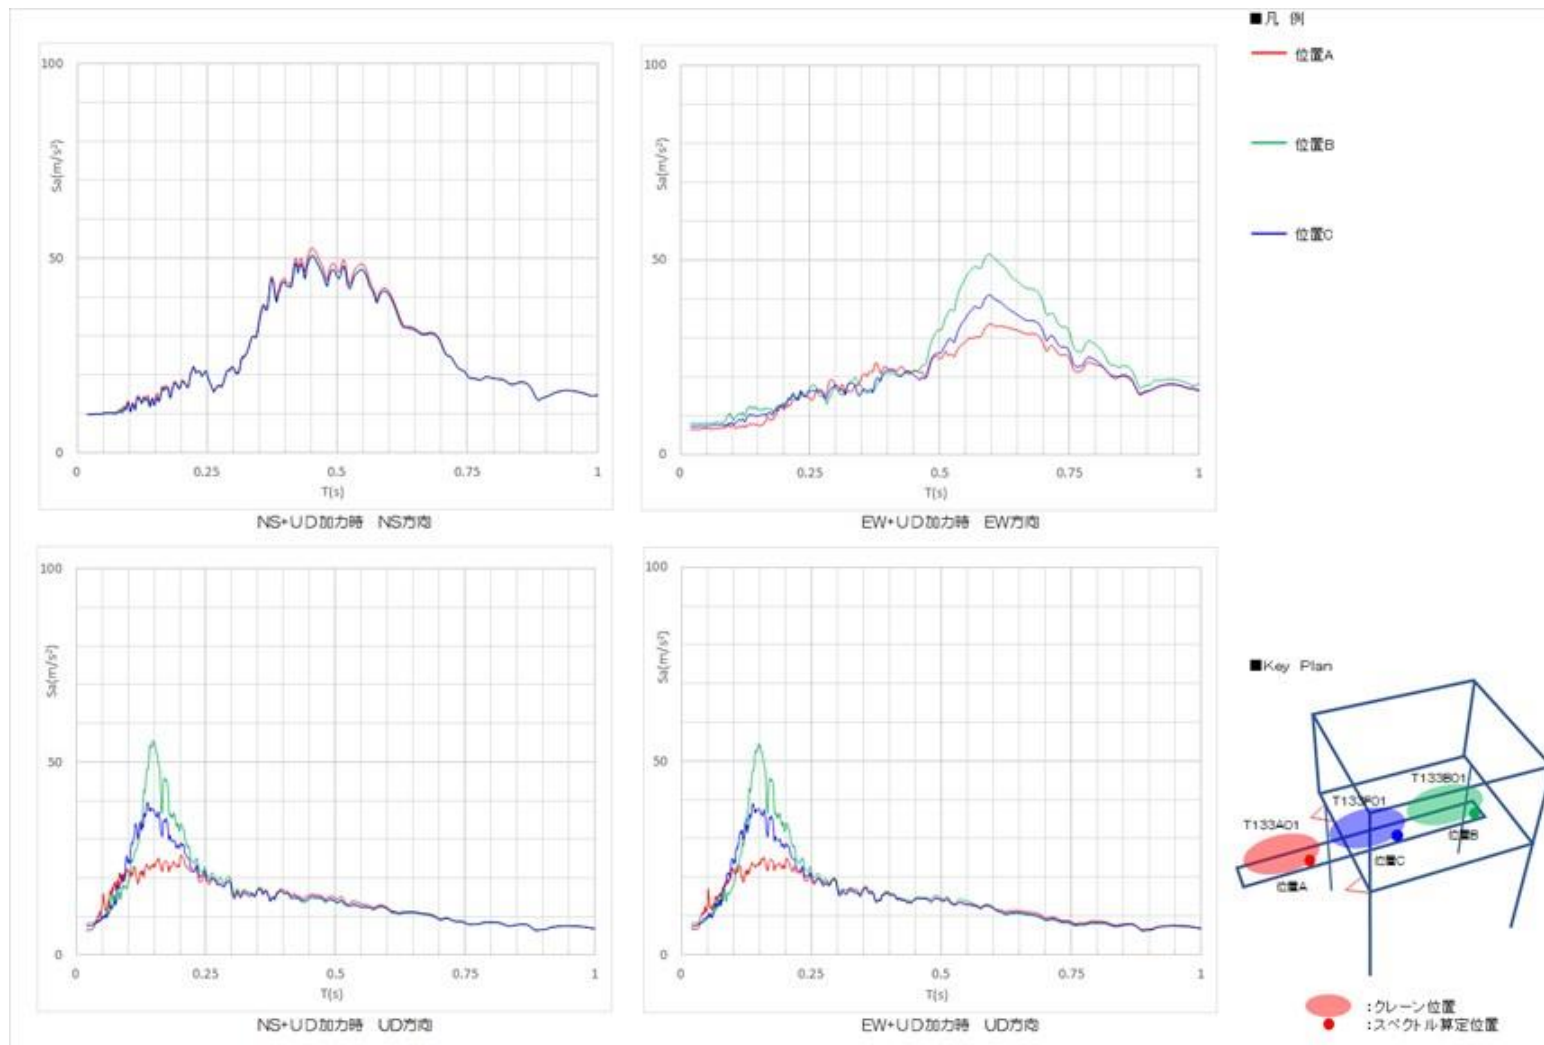 ■凡 例
位置A
位置B
位置C
100
50
0
Sa(m/s²)
0 0.25 0.5 0.75 1
T(s)
NS+UD加力時 NS方向
100
50
0
Sa(m/s²)
0 0.25 0.5 0.75 1
T(s)
EW+UD加力時 EW方向
100
50
0
Sa(m/s²)
0 0.25 0.5 0.75 1
T(s)
NS+UD加力時 UD方向
100
50
0
Sa(m/s²)
0 0.25 0.5 0.75 1
T(s)
EW+UD加力時 UD方向
■Key Plan
T133B01
T133F01
T133A01
位置B
位置C
位置A
:クレーン位置
:スペクトル算定位置